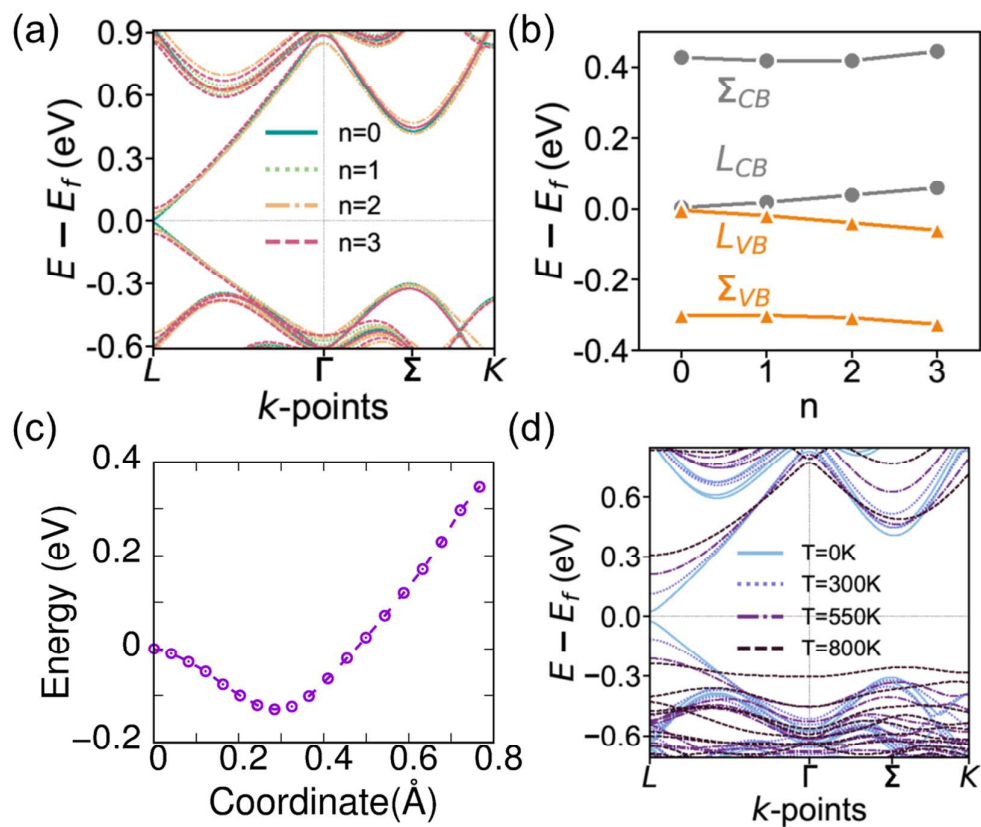 (a)
0.9
0.6
0.3
0.0
-0.3
-0.6
E − E_f (eV)
n=0
n=1
n=2
n=3
L Γ Σ K
k-points
(b)
0.4
0.2
0.0
-0.2
-0.4
E − E_f (eV)
Σ_CB
L_CB
L_VB
Σ_VB
0 1 2 3
n
(c)
0.4
0.2
0
−0.2
Energy (eV)
0 0.2 0.4 0.6 0.8
Coordinate(Å)
(d)
0.6
0.3
0.0
−0.3
−0.6
E − E_f (eV)
T=0K
T=300K
T=550K
T=800K
L Γ Σ K
k-points